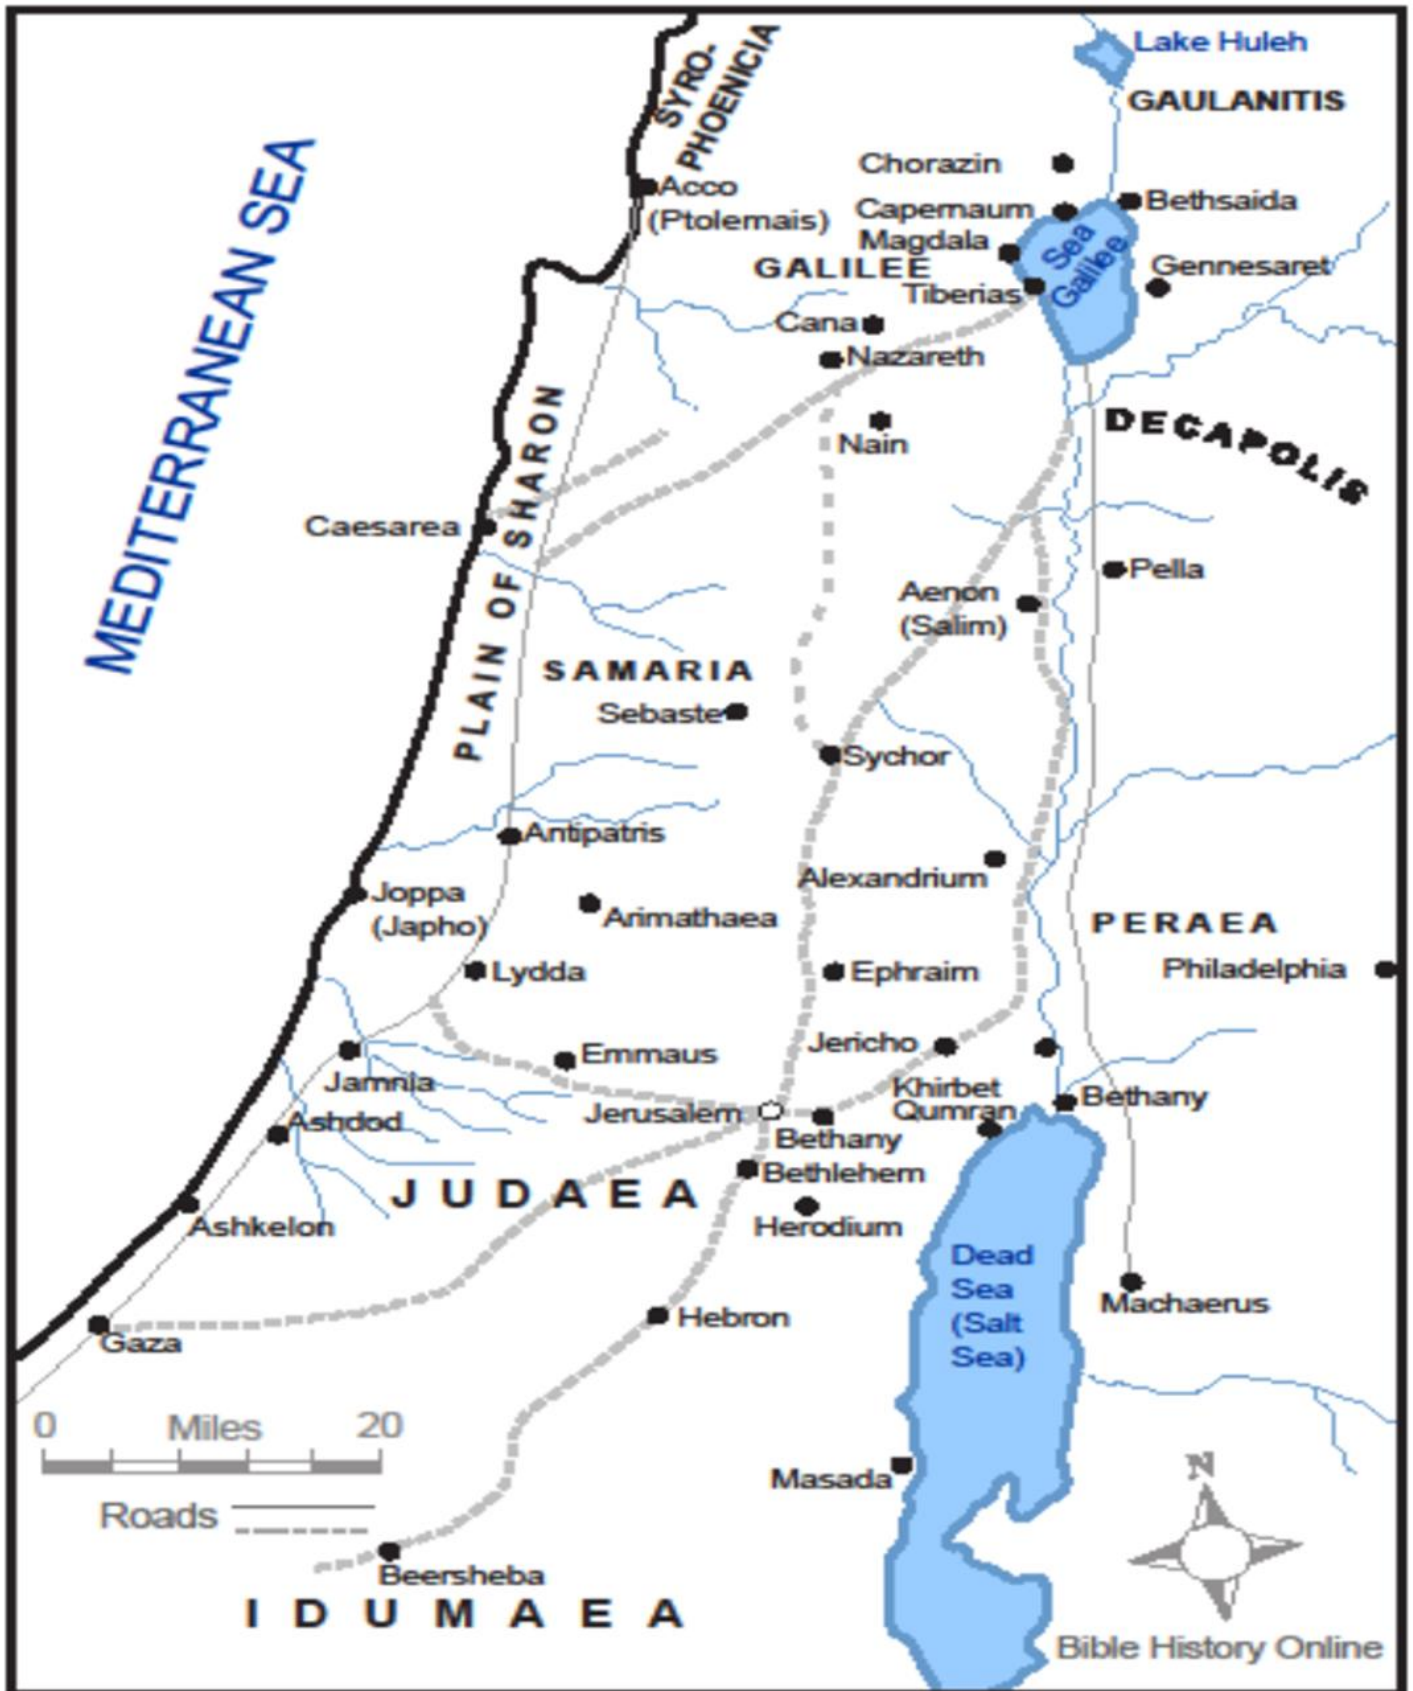 Lake Huleh
SYRO-
PHOENICIA
GAULANITIS
MEDITERRANEAN SEA
Chorazin
Acco
(Ptolemais)
Capernaum
Bethsaida
Magdala
Sea
Galilee
GALILEE
Gennesaret
Tiberias
Cana
Nazareth
PLAIN OF SHARON
DECAPOLIS
Nain
Caesarea
Pella
Aenon
(Salim)
SAMARIA
Sebaste
Sychor
Antipatris
Alexandrium
Joppa
(Japho)
Arimathaea
PERAEA
Lydda
Ephraim
Philadelphia
Jericho
Emmaus
Jamnia
Khirbet
Qumran
Bethany
Jerusalem
Ashdod
Bethany
Bethlehem
JUDAEA
Ashkelon
Herodium
Dead
Sea
(Salt
Sea)
Machaerus
Hebron
Gaza
0 Miles 20
Masada
N
Roads
Beersheba
IDUMAEA
Bible History Online